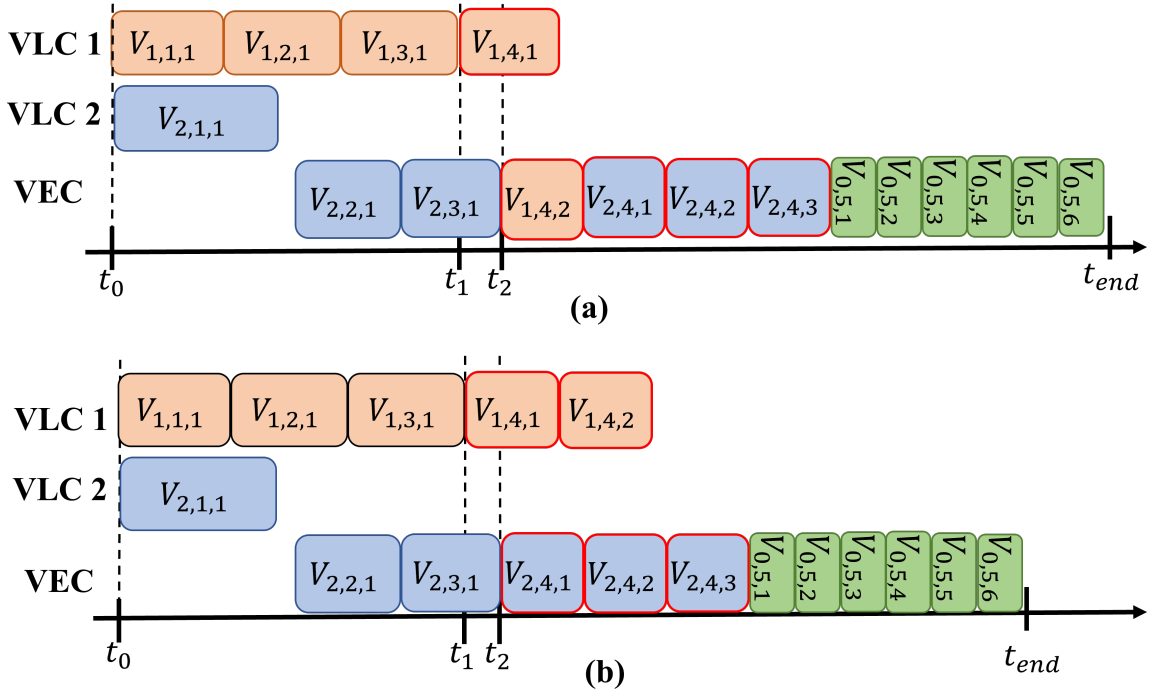 VLC 1 V1,1,1 V1,2,1 V1,3,1 V1,4,1
VLC 2 V2,1,1
VEC V2,2,1 V2,3,1 V1,4,2 V2,4,1 V2,4,2 V2,4,3 V0,5,1 V0,5,2 V0,5,3 V0,5,4 V0,5,5 V0,5,6
t0 t1 t2 tend
(a)
VLC 1 V1,1,1 V1,2,1 V1,3,1 V1,4,1 V1,4,2
VLC 2 V2,1,1
VEC V2,2,1 V2,3,1 V2,4,1 V2,4,2 V2,4,3 V0,5,1 V0,5,2 V0,5,3 V0,5,4 V0,5,5 V0,5,6
t0 t1 t2 tend
(b)